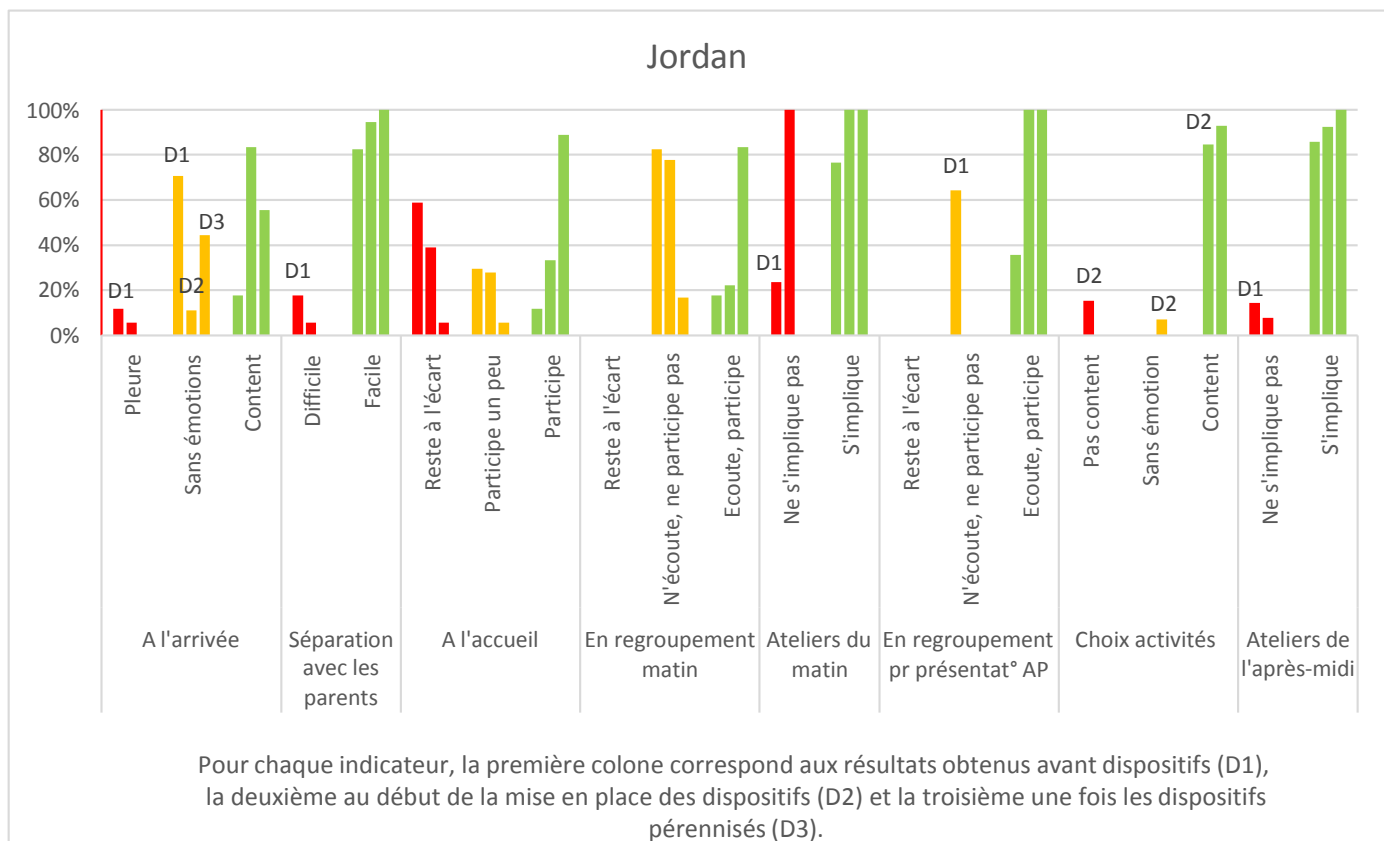 Jordan
100%
80%
60%
40%
20%
0%
D1
D1
D2
D3
D1
D1
D1
D2
D2
D2
D1
Pleure
Sans émotions
Content
Difficile
Facile
Reste à l'écart
Participe un peu
Participe
Reste à l'écart
N'écoute, ne participe pas
Ecoute, participe
Ne s'implique pas
S'implique
Reste à l'écart
N'écoute, ne participe pas
Ecoute, participe
Pas content
Sans émotion
Content
Ne s'implique pas
S'implique
A l'arrivée
Séparation
avec les
parents
A l'accueil
En regroupement
matin
Ateliers du
matin
En regroupement
pr présentat° AP
Choix activités
Ateliers de
l'après-midi
Pour chaque indicateur, la première colone correspond aux résultats obtenus avant dispositifs (D1),
la deuxième au début de la mise en place des dispositifs (D2) et la troisième une fois les dispositifs
pérennisés (D3).